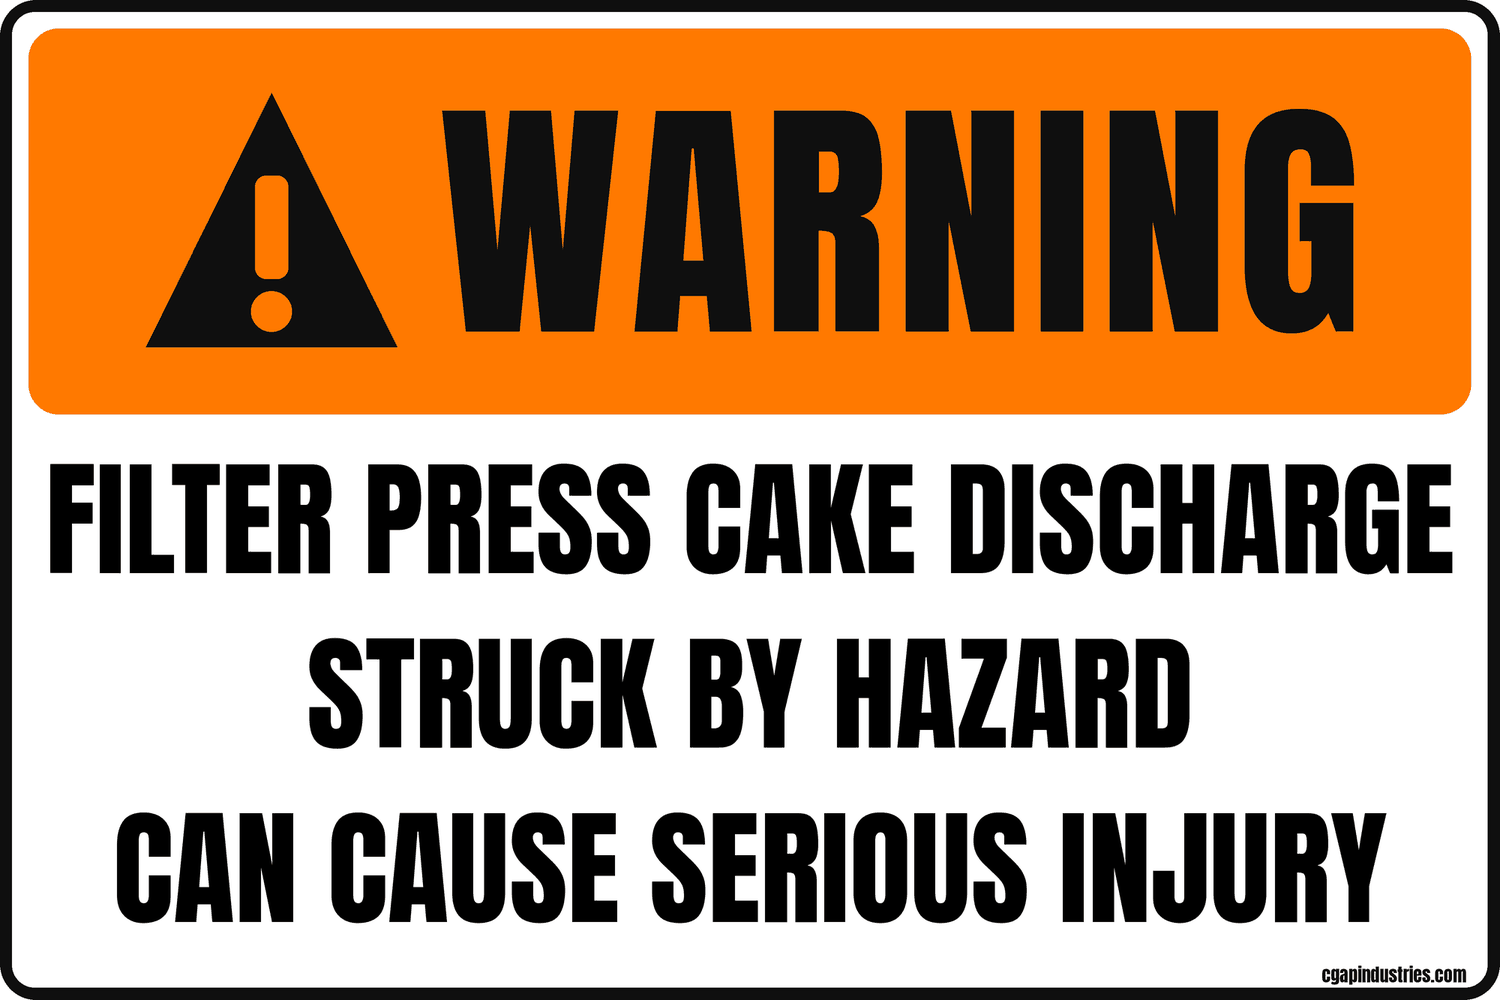 WARNING
FILTER PRESS CAKE DISCHARGE
STRUCK BY HAZARD
CAN CAUSE SERIOUS INJURY
cgapindustries.com